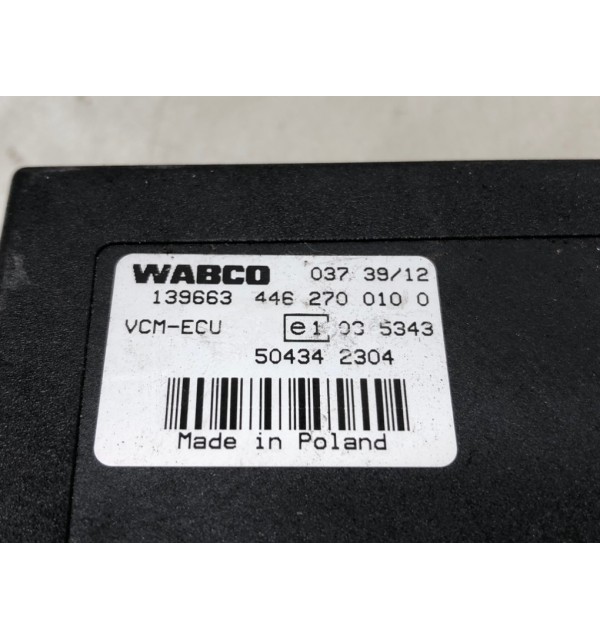 WABCO 037 39/12
139663 446 270 010 0
VCM-ECU e1 03 5343
50434 2304
Made in Poland